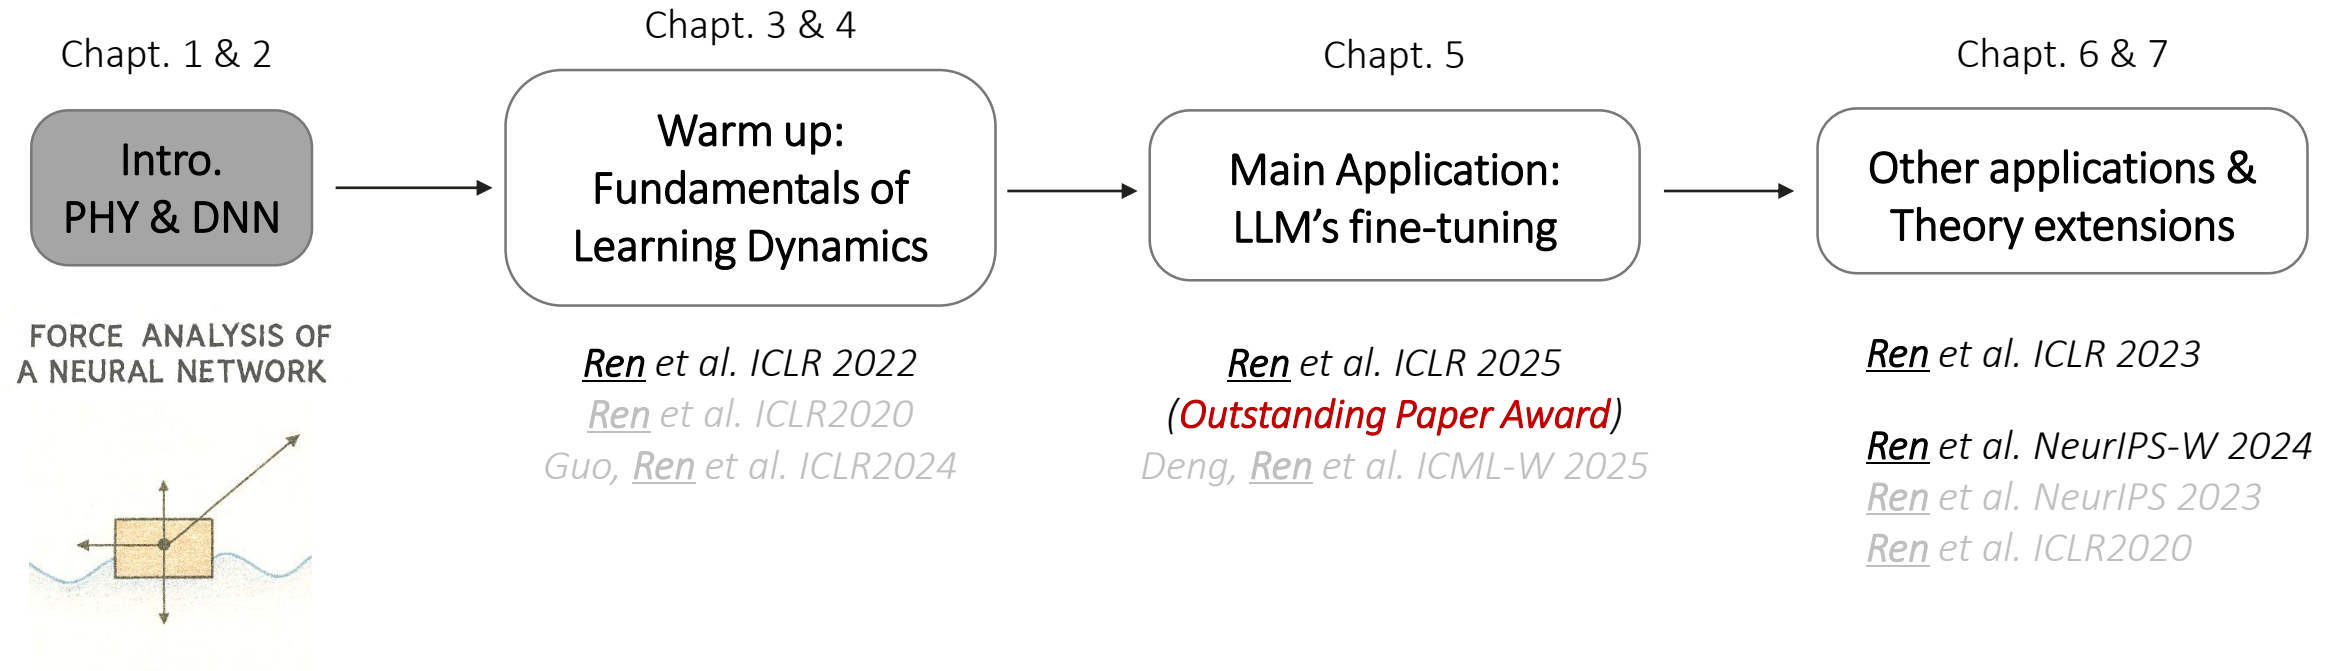 Chapt. 1 & 2
Intro.
PHY & DNN
FORCE ANALYSIS OF
A NEURAL NETWORK
Chapt. 3 & 4
Warm up:
Fundamentals of
Learning Dynamics
Ren et al. ICLR 2022
Ren et al. ICLR2020
Guo, Ren et al. ICLR2024
Chapt. 5
Main Application:
LLM’s fine-tuning
Ren et al. ICLR 2025
(Outstanding Paper Award)
Deng, Ren et al. ICML-W 2025
Chapt. 6 & 7
Other applications &
Theory extensions
Ren et al. ICLR 2023
Ren et al. NeurIPS-W 2024
Ren et al. NeurIPS 2023
Ren et al. ICLR2020